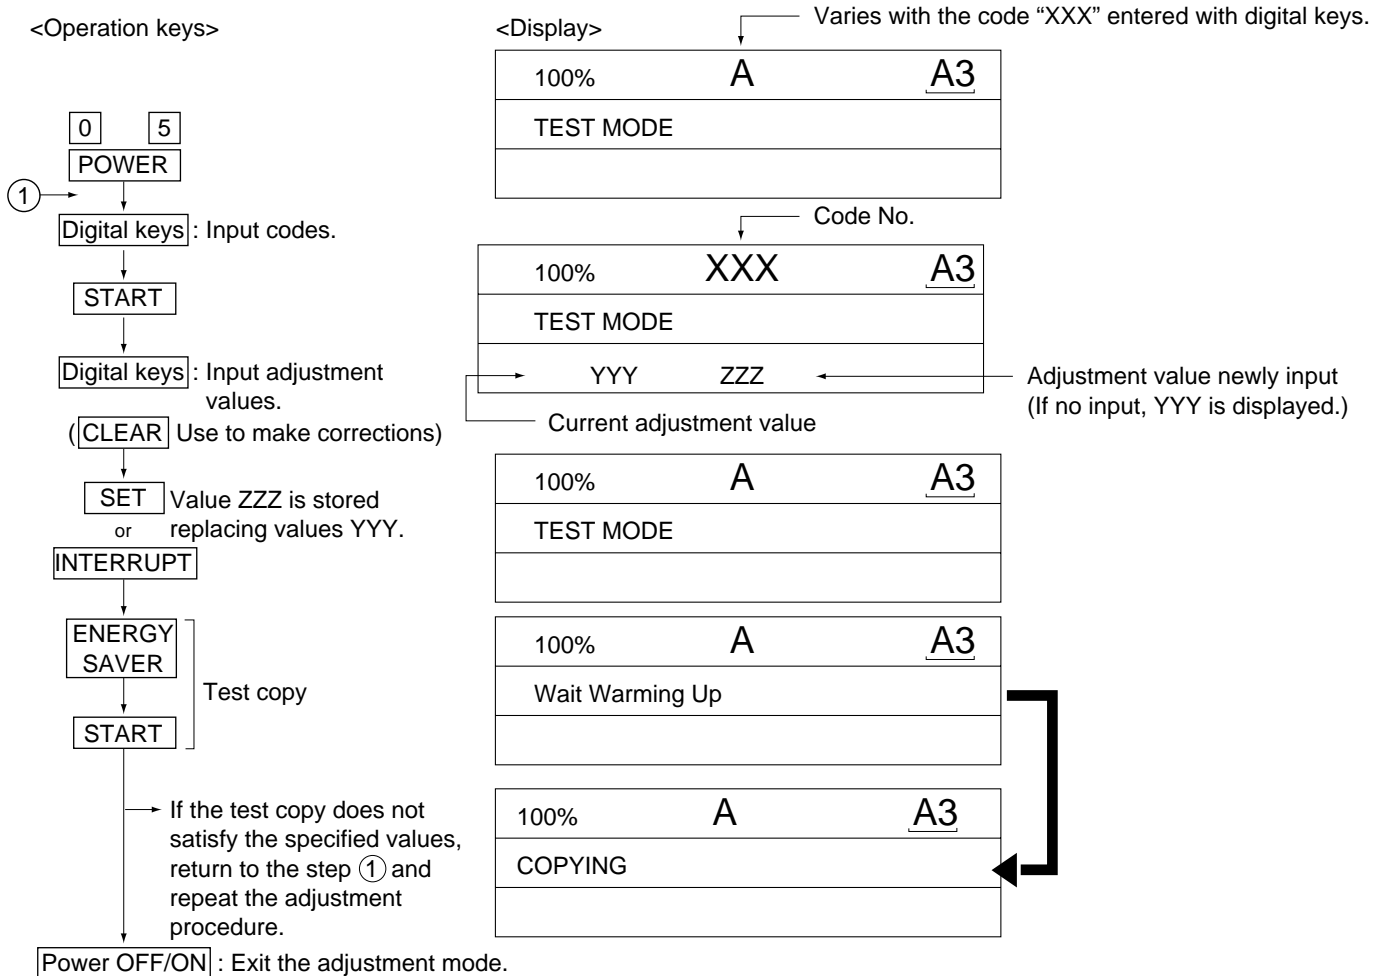 <Operation keys>
0 5
POWER
1
Digital keys : Input codes.
START
Digital keys : Input adjustment
values.
(CLEAR Use to make corrections)
SET Value ZZZ is stored
or replacing values YYY.
INTERRUPT
ENERGY
SAVER
Test copy
START
If the test copy does not
satisfy the specified values,
return to the step 1 and
repeat the adjustment
procedure.
Power OFF/ON : Exit the adjustment mode.
<Display>
Varies with the code “XXX” entered with digital keys.
100% A A3
TEST MODE
Code No.
100% XXX A3
TEST MODE
YYY ZZZ
Adjustment value newly input
(If no input, YYY is displayed.)
Current adjustment value
100% A A3
TEST MODE
100% A A3
Wait Warming Up
100% A A3
COPYING